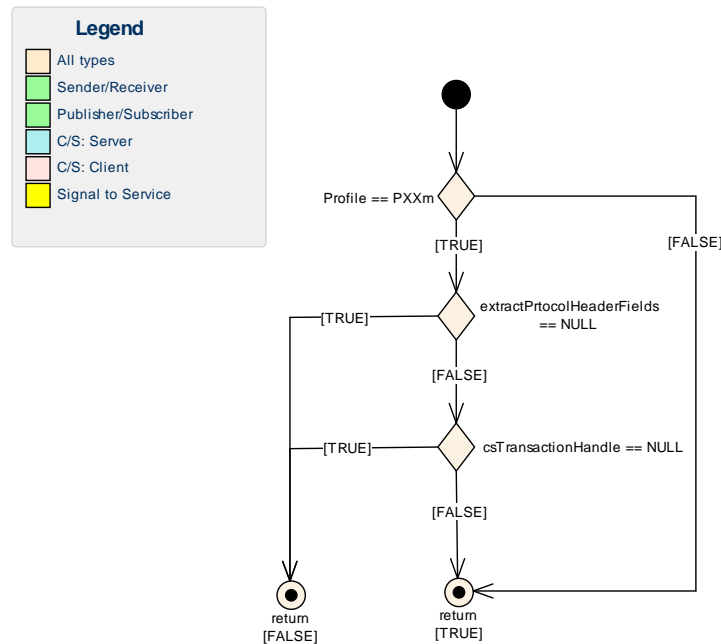 Legend
All types
Sender/Receiver
Publisher/Subscriber
C/S: Server
C/S: Client
Signal to Service
Profile == PXXm
[TRUE]
[FALSE]
extractPrtocolHeaderFields
== NULL
[TRUE]
[FALSE]
csTransactionHandle == NULL
[TRUE]
[FALSE]
return
[FALSE]
return
[TRUE]